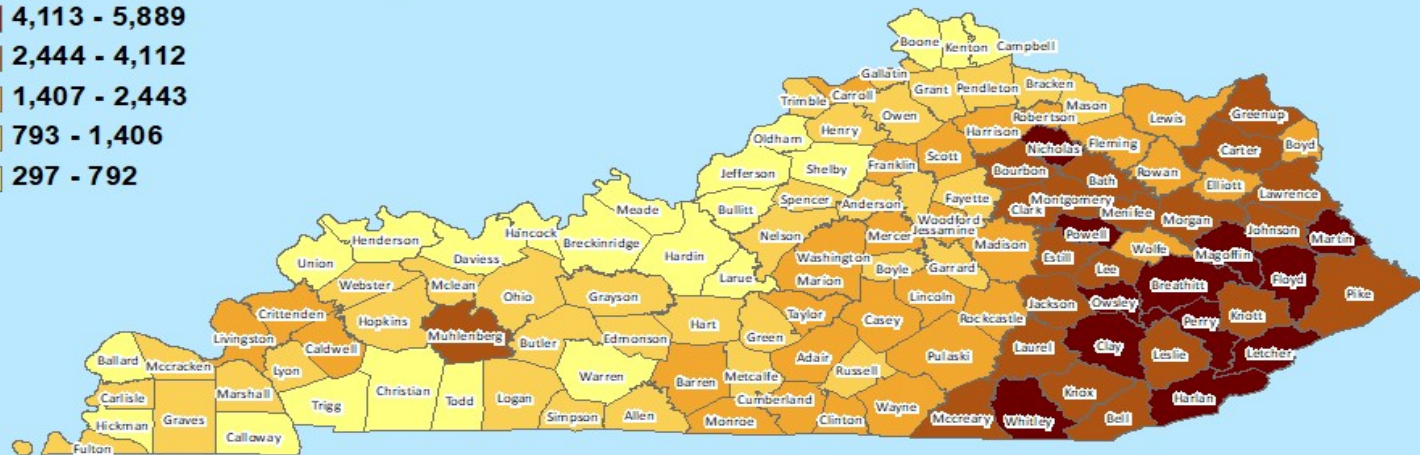 4,113 - 5,889
2,444 - 4,112
1,407 - 2,443
793 - 1,406
297 - 792
Boone
Kenton
Campbell
Gallatin
Grant
Pendleton
Bracken
Trimble
Carroll
Owen
Mason
Robertson
Lewis
Greenup
Oldham
Henry
Harrison
Nicholas
Fleming
Carter
Boyd
Jefferson
Shelby
Franklin
Scott
Bourbon
Bath
Rowan
Elliott
Lawrence
Meade
Bullitt
Spencer
Anderson
Fayette
Woodford
Jessamine
Clark
Montgomery
Menifee
Morgan
Johnson
Martin
Henderson
Hancock
Breckinridge
Nelson
Mercer
Madison
Powell
Wolfe
Magoffin
Union
Daviess
Hardin
Larue
Washington
Marion
Boyle
Garrard
Estill
Lee
Breathitt
Floyd
Pike
Webster
Mclean
Ohio
Grayson
Crittenden
Hopkins
Hart
Green
Taylor
Casey
Lincoln
Rockcastle
Jackson
Owsley
Perry
Knott
Livingston
Caldwell
Muhlenberg
Butler
Edmonson
Adair
Pulaski
Laurel
Clay
Leslie
Letcher
Ballard
Mccracken
Lyon
Marshall
Christian
Todd
Logan
Warren
Barren
Metcalfe
Russell
Cumberland
Knox
Harlan
Carlisle
Graves
Trigg
Simpson
Allen
Monroe
Clinton
Wayne
Mccreary
Whitley
Bell
Hickman
Calloway
Fulton